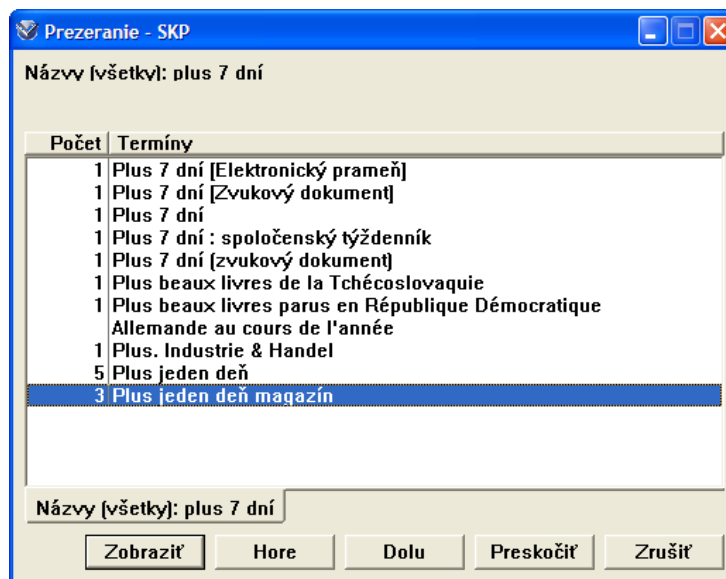 Prezeranie - SKP
Názvy (všetky): plus 7 dní
Počet Termíny
1 Plus 7 dní [Elektronický prameň]
1 Plus 7 dní [Zvukový dokument]
1 Plus 7 dní
1 Plus 7 dní : spoločenský týždenník
1 Plus 7 dní (zvukový dokument)
1 Plus beaux livres de la Tchécoslovaquie
1 Plus beaux livres parus en République Démocratique
Allemande au cours de l'année
1 Plus. Industrie & Handel
5 Plus jeden deň
3 Plus jeden deň magazín
Názvy (všetky): plus 7 dní
Zobraziť Hore Dolu Preskočiť Zrušiť